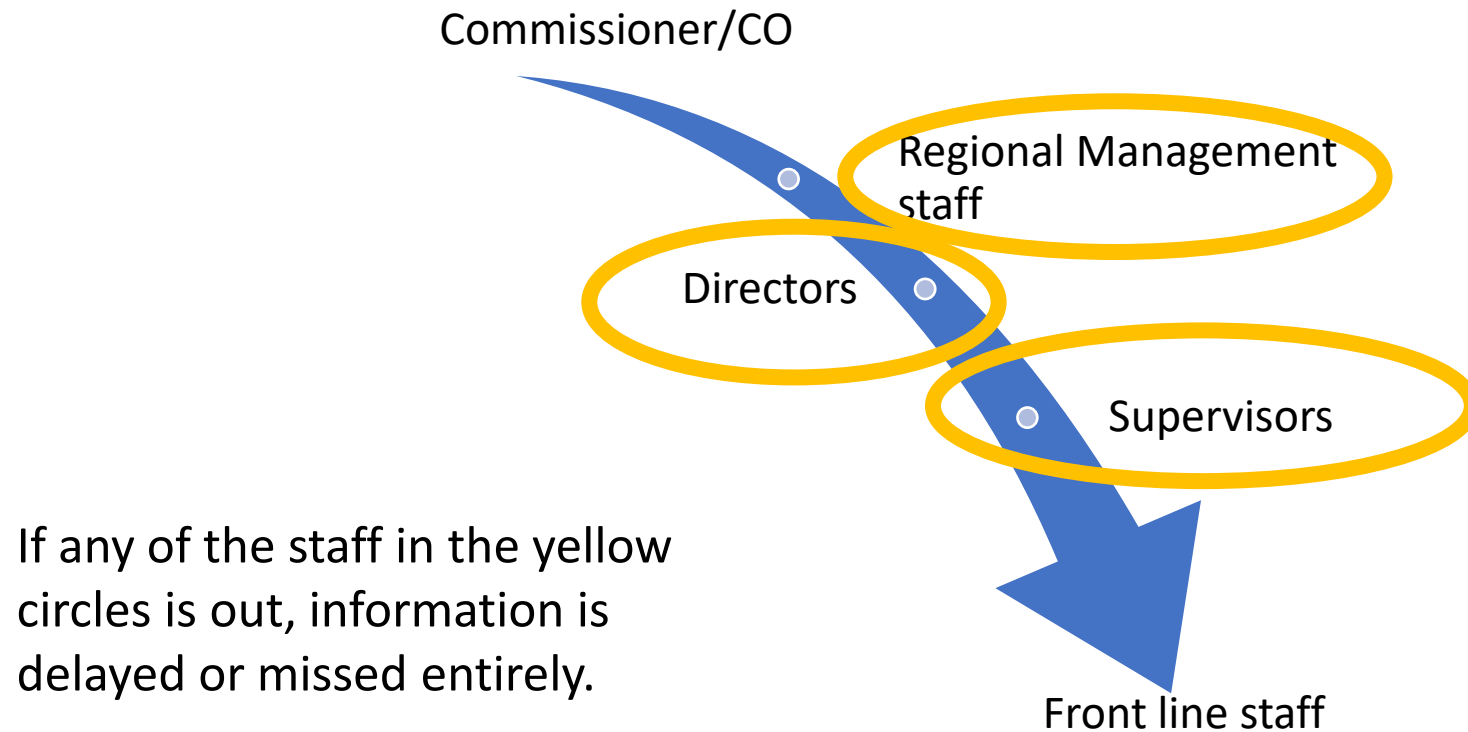 Commissioner/CO
Regional Management
staff
Directors
Supervisors
If any of the staff in the yellow
circles is out, information is
delayed or missed entirely.
Front line staff